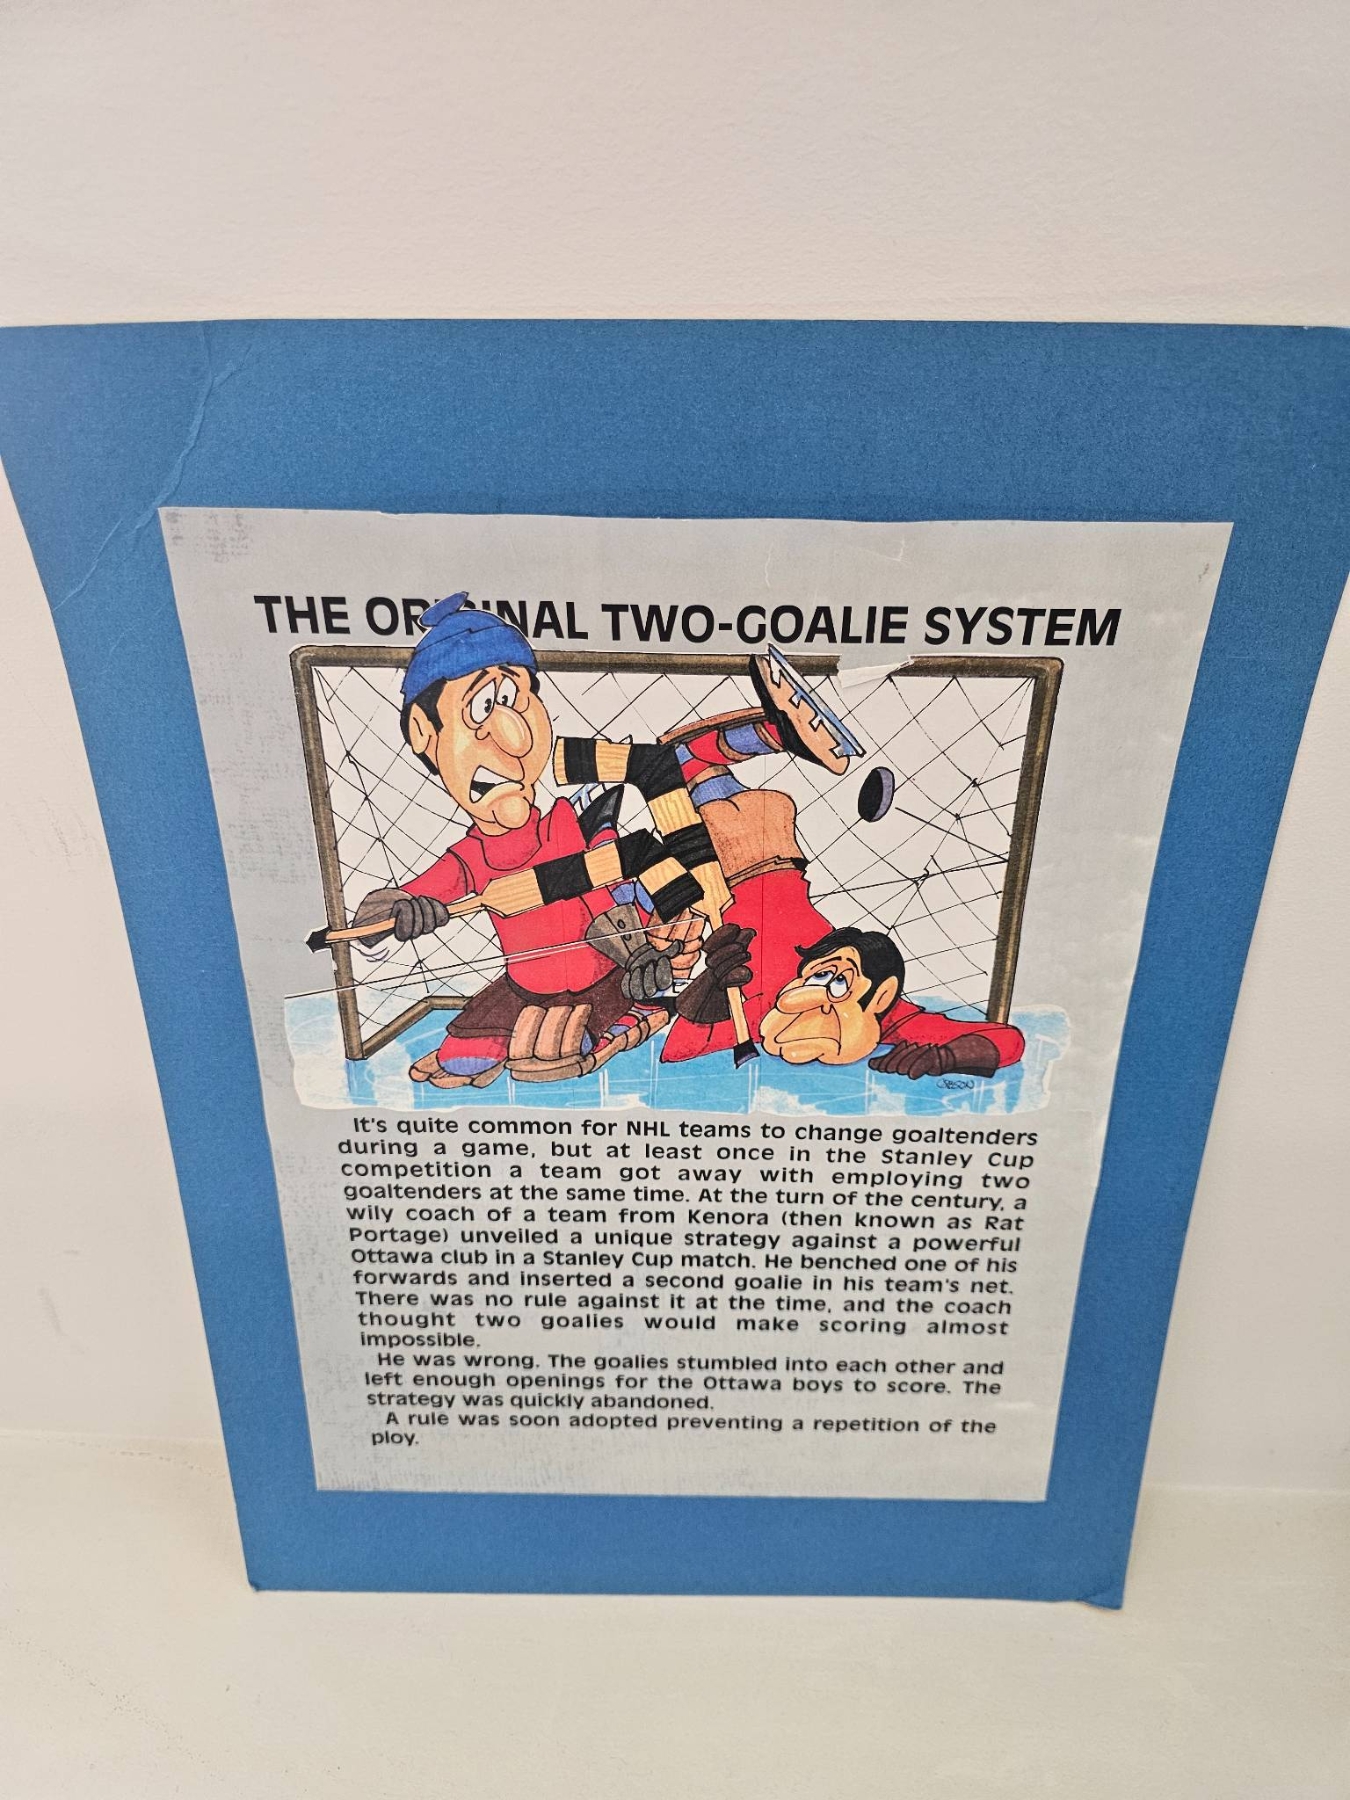 THE ORIGINAL TWO-GOALIE SYSTEM
It's quite common for NHL teams to change goaltenders
during a game, but at least once in the Stanley Cup
competition a team got away with employing two
goaltenders at the same time. At the turn of the century, a
wily coach of a team from Kenora (then known as Rat
Portage) unveiled a unique strategy against a powerful
Ottawa club in a Stanley Cup match. He benched one of his
forwards and inserted a second goalie in his team's net.
There was no rule against it at the time, and the coach
thought two goalies would make scoring almost
impossible.
He was wrong. The goalies stumbled into each other and
left enough openings for the Ottawa boys to score. The
strategy was quickly abandoned.
A rule was soon adopted preventing a repetition of the
ploy.